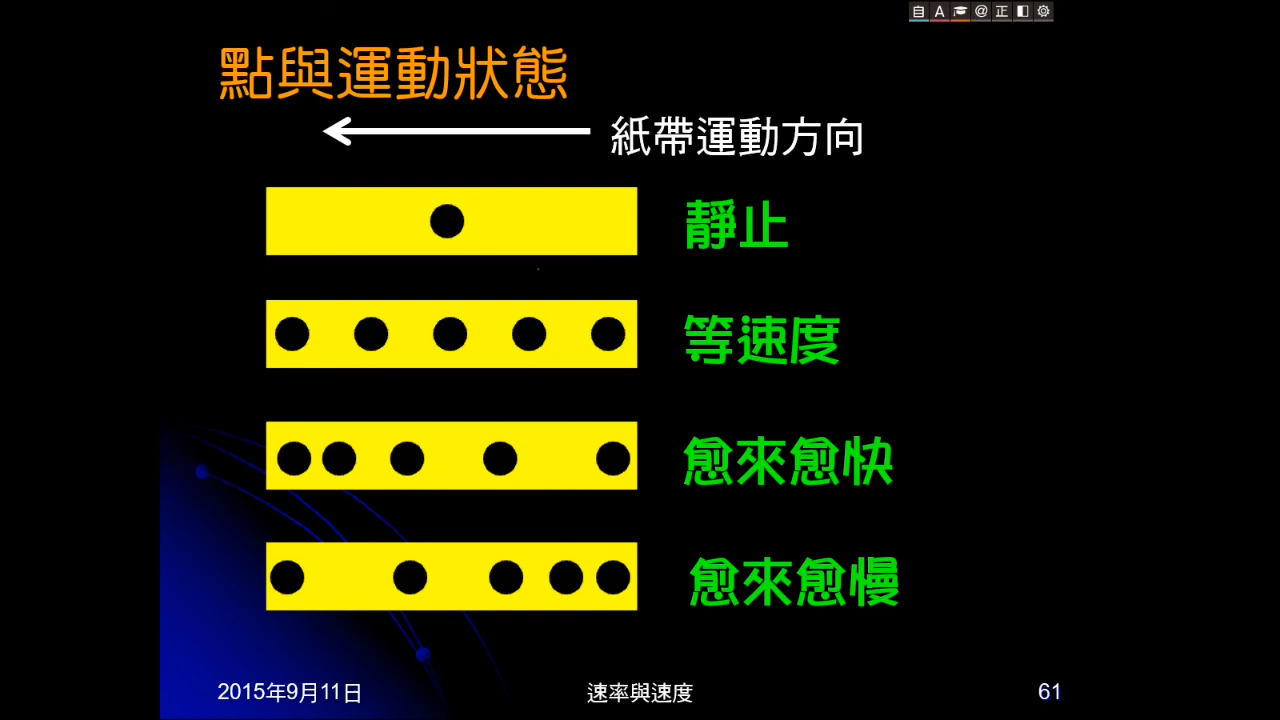 自 A @ 正
點與運動狀態
紙帶運動方向
靜止
等速度
愈來愈快
愈來愈慢
2015年9月11日 速率與速度 61